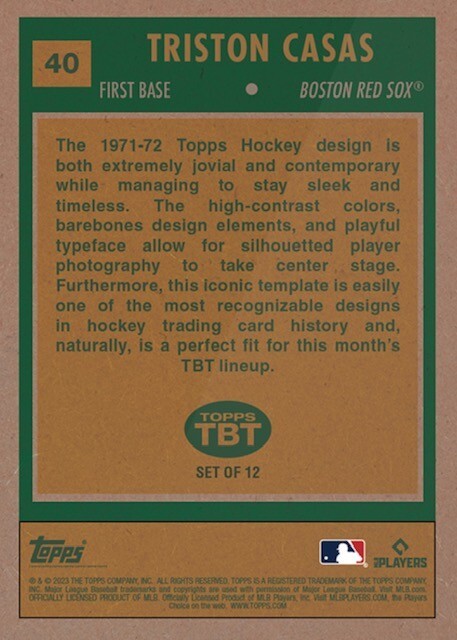 40
TRISTON CASAS
FIRST BASE • BOSTON RED SOX®
The 1971-72 Topps Hockey design is
both extremely jovial and contemporary
while managing to stay sleek and
timeless. The high-contrast colors,
barebones design elements, and playful
typeface allow for silhouetted player
photography to take center stage.
Furthermore, this iconic template is easily
one of the most recognizable designs
in hockey trading card history and,
naturally, is a perfect fit for this month's
TBT lineup.
TOPPS
TBT
SET OF 12
Topps®
PLAYERS
® & © 2023 THE TOPPS COMPANY, INC. ALL RIGHTS RESERVED. TOPPS IS A REGISTERED TRADEMARK OF THE TOPPS COMPANY,
INC. Major League Baseball trademarks and copyrights are used with permission of Major League Baseball. Visit MLB.com.
OFFICIALLY LICENSED PRODUCT OF MLB. Officially Licensed Product of MLB Players, Inc. Visit MLBPLAYERS.COM, the Players
Choice on the web. WWW.TOPPS.COM